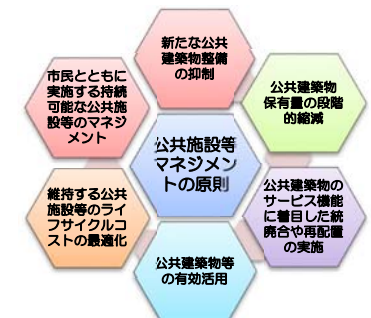 新たな公共
建築物整備
の抑制
公共建築物
保有量の段階
的縮減
公共建築物の
サービス機能
に着目した統
廃合や再配置
の実施
公共建築物等
の有効活用
維持する公共
施設等のライ
フサイクルコ
ストの最適化
市民とともに
実施する持続
可能な公共施
設等のマネジ
メント
公共施設等
マネジメン
トの原則